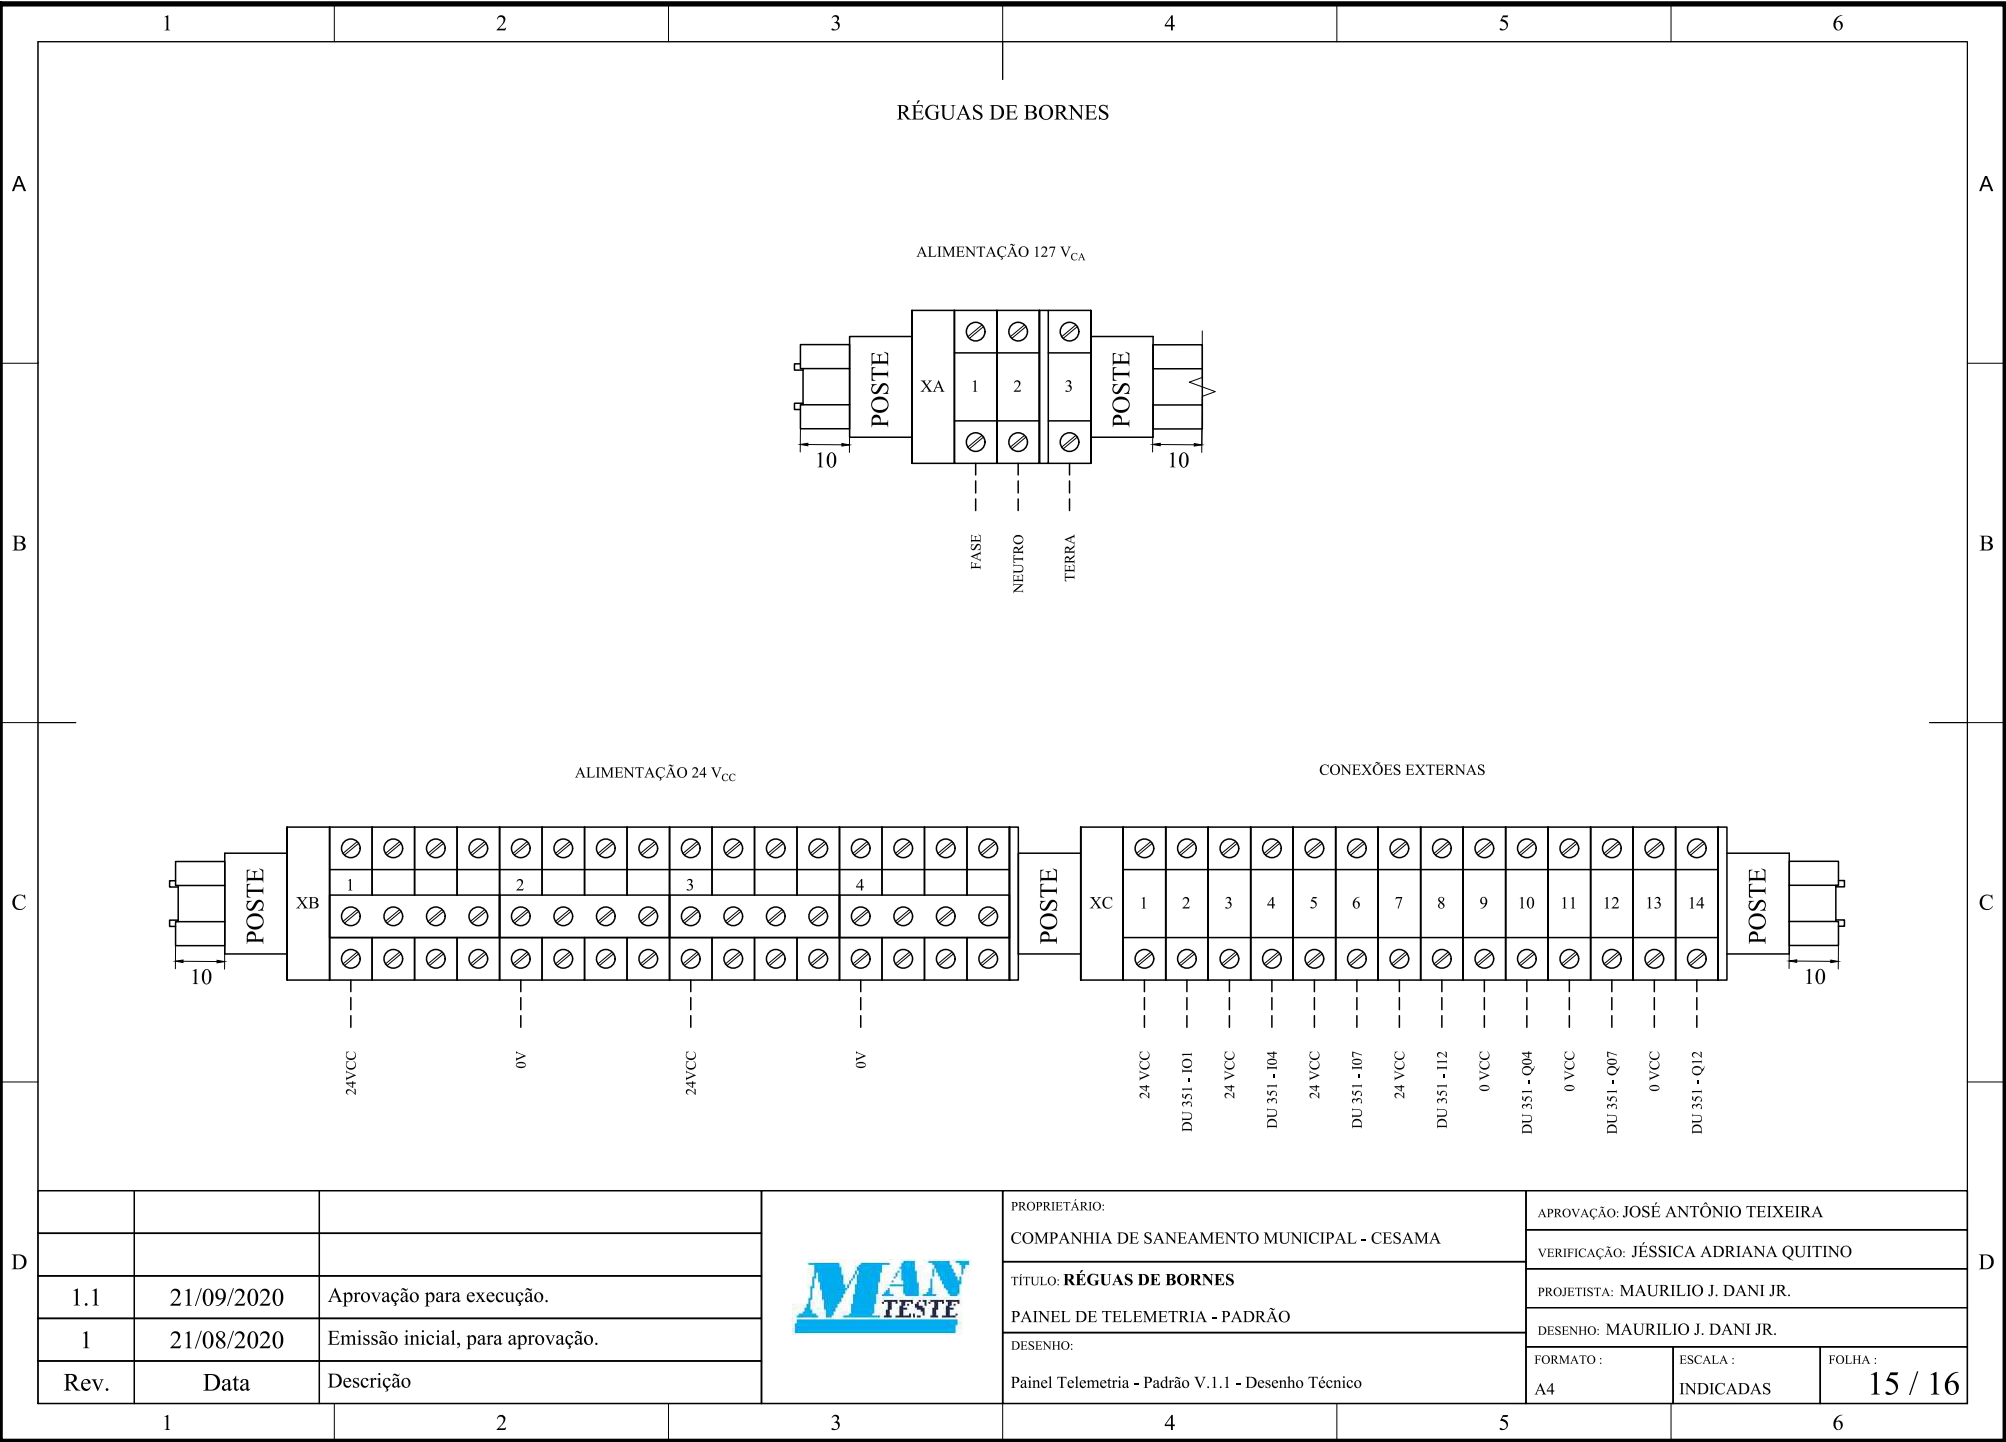 1 2 3 4 5 6
RÉGUAS DE BORNES
A A
ALIMENTAÇÃO 127 VCA
POSTE XA 1 2 3 POSTE
10 10
FASE
NEUTRO
TERRA
B B
ALIMENTAÇÃO 24 VCC
CONEXÕES EXTERNAS
POSTE XB 1 2 3 4 POSTE XC 1 2 3 4 5 6 7 8 9 10 11 12 13 14 POSTE
C C
10 10
24VCC
0V
24VCC
0V
24 VCC
DU 351 - IO1
24 VCC
DU 351 - I04
24 VCC
DU 351 - I07
24 VCC
DU 351 - I12
0 VCC
DU 351 - Q04
0 VCC
DU 351 - Q07
0 VCC
DU 351 - Q12
D D
1.1 21/09/2020 Aprovação para execução.
1 21/08/2020 Emissão inicial, para aprovação.
Rev. Data Descrição
MAN
TESTE
PROPRIETÁRIO:
COMPANHIA DE SANEAMENTO MUNICIPAL - CESAMA
TÍTULO: RÉGUAS DE BORNES
PAINEL DE TELEMETRIA - PADRÃO
DESENHO:
Painel Telemetria - Padrão V.1.1 - Desenho Técnico
APROVAÇÃO: JOSÉ ANTÔNIO TEIXEIRA
VERIFICAÇÃO: JÉSSICA ADRIANA QUITINO
PROJETISTA: MAURILIO J. DANI JR.
DESENHO: MAURILIO J. DANI JR.
FORMATO :
A4
ESCALA :
INDICADAS
FOLHA :
15 / 16
1 2 3 4 5 6